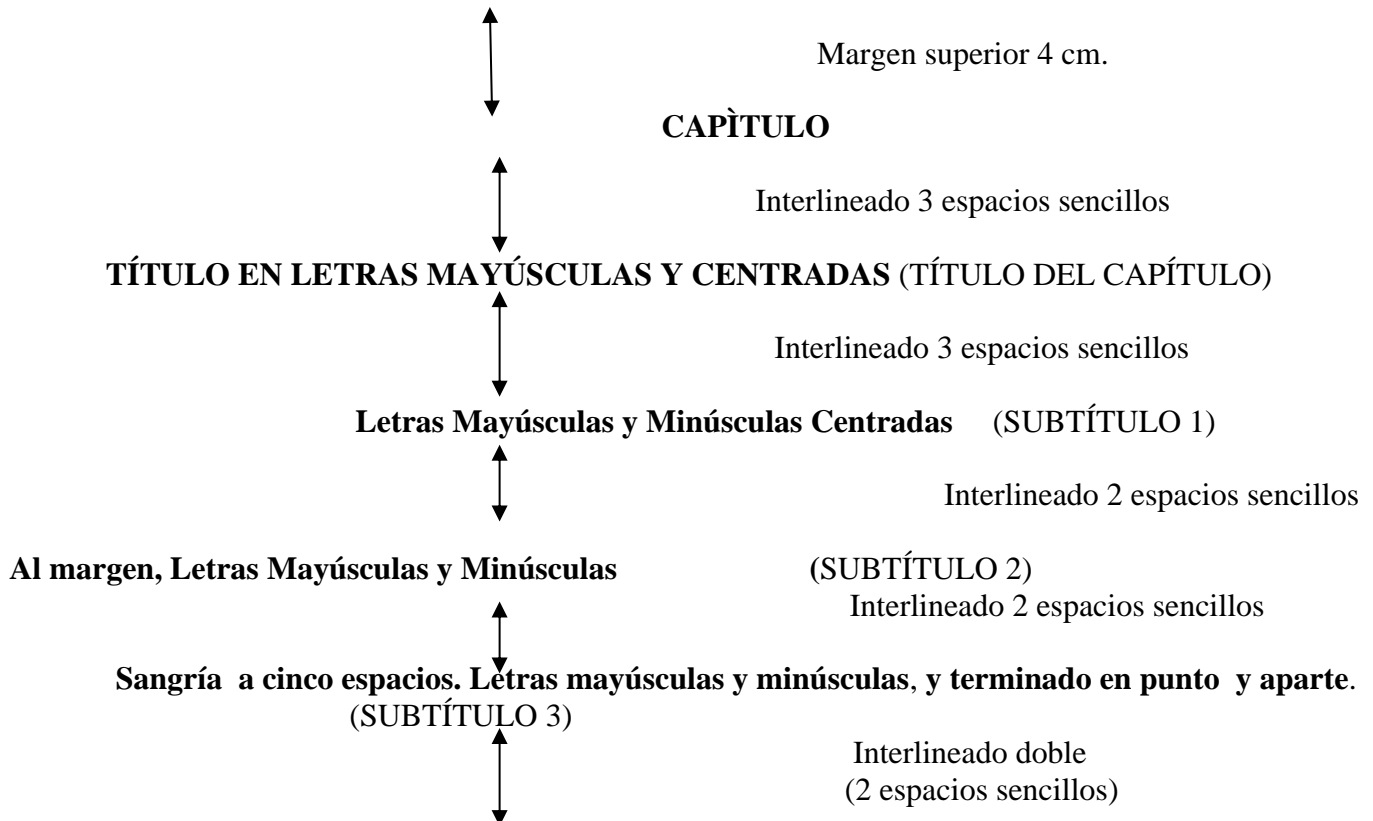 Margen superior 4 cm.
CAPÌTULO
Interlineado 3 espacios sencillos
TÍTULO EN LETRAS MAYÚSCULAS Y CENTRADAS (TÍTULO DEL CAPÍTULO)
Interlineado 3 espacios sencillos
Letras Mayúsculas y Minúsculas Centradas (SUBTÍTULO 1)
Interlineado 2 espacios sencillos
Al margen, Letras Mayúsculas y Minúsculas (SUBTÍTULO 2)
Interlineado 2 espacios sencillos
Sangría a cinco espacios. Letras mayúsculas y minúsculas, y terminado en punto y aparte.
(SUBTÍTULO 3)
Interlineado doble
(2 espacios sencillos)